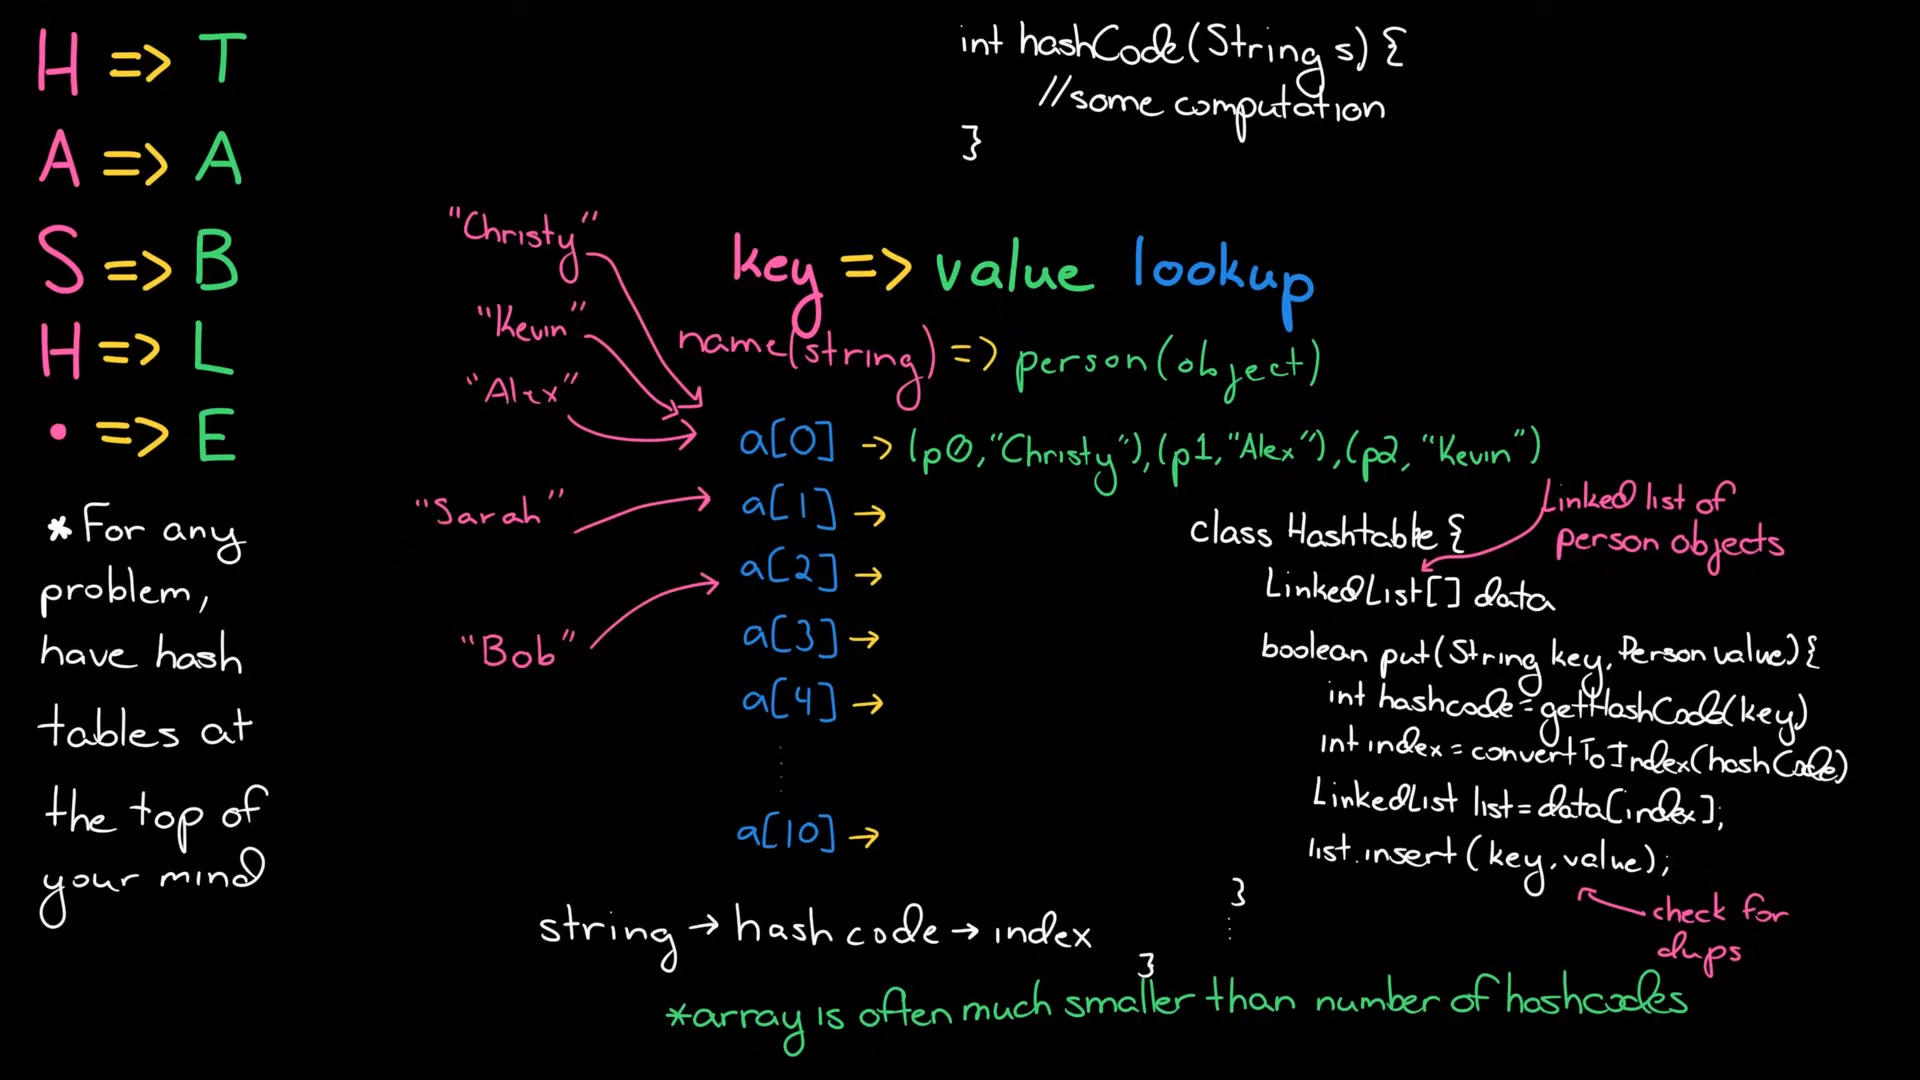 H => T
A => A
S => B
H => L
• => E
*For any
problem,
have hash
tables at
the top of
your mind
int hashCode(String s) {
//some computation
}
key => value lookup
name(string) => person(object)
"Christy"
"Kevin"
"Alex"
"Sarah"
"Bob"
a[0] → (p0,"Christy"),(p1,"Alex"),(p2,"Kevin")
a[1] →
a[2] →
a[3] →
a[4] →
a[10] →
string → hash code → index
Linked list of
person objects
class Hashtable {
LinkedList[] data
boolean put(String key, Person value){
int hashcode = getHashCode(key)
int index = convertToIndex(hashCode)
LinkedList list = data[index];
list.insert(key, value);
}
check for
dups
}
*array is often much smaller than number of hashcodes